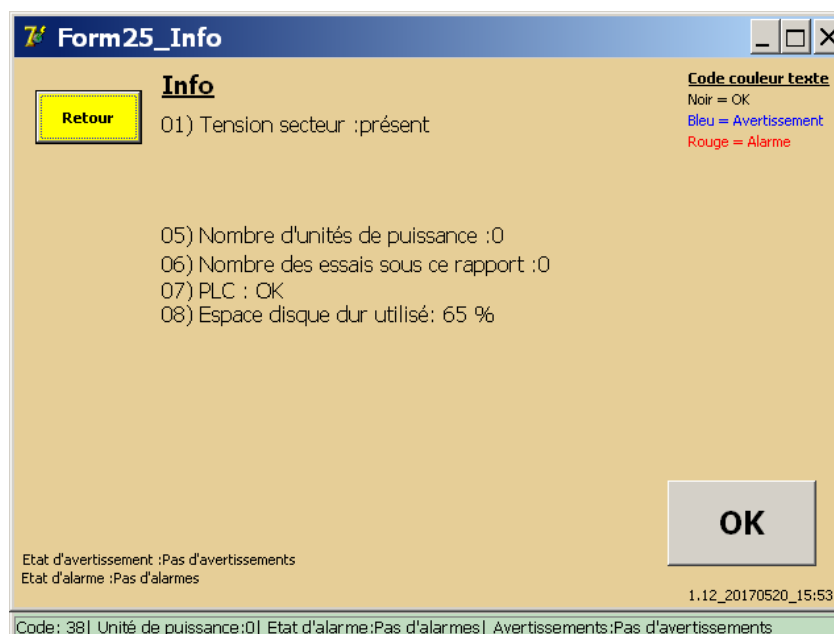 Form25_Info
Info
Retour
01) Tension secteur :présent
Code couleur texte
Noir = OK
Bleu = Avertissement
Rouge = Alarme
05) Nombre d'unités de puissance :0
06) Nombre des essais sous ce rapport :0
07) PLC : OK
08) Espace disque dur utilisé: 65 %
OK
Etat d'avertissement :Pas d'avertissements
Etat d'alarme :Pas d'alarmes
1.12_20170520_15:53
Code: 38| Unité de puissance:0| Etat d'alarme:Pas d'alarmes| Avertissements:Pas d'avertissements